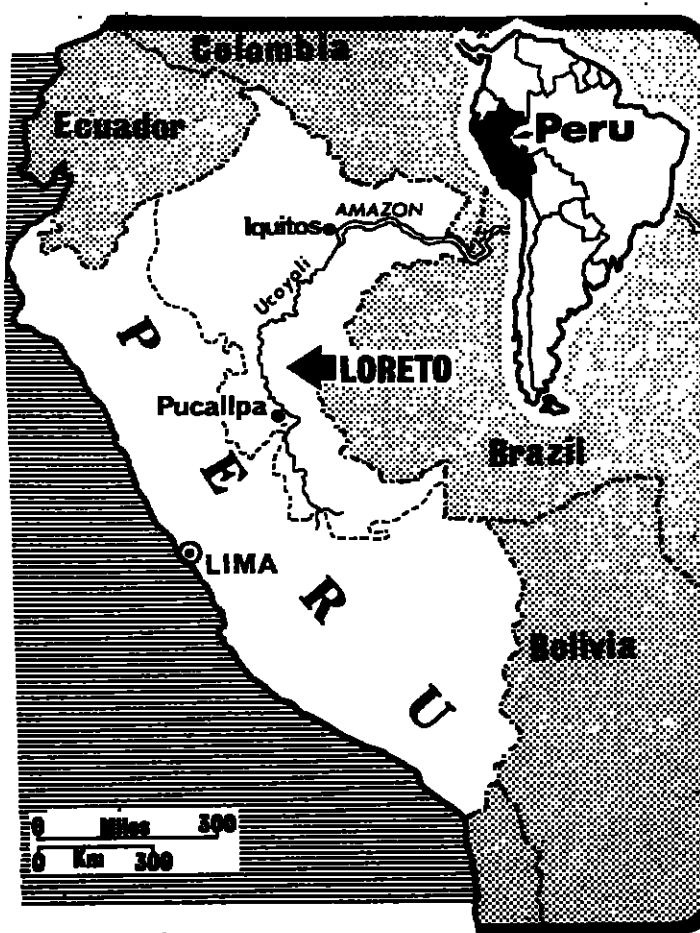 Colombia
Ecuador
Peru
Iquitos
AMAZON
Ucayali
LORETO
Pucallpa
Brazil
LIMA
Bolivia
P
E
R
U
0 Miles 300
0 Km 300